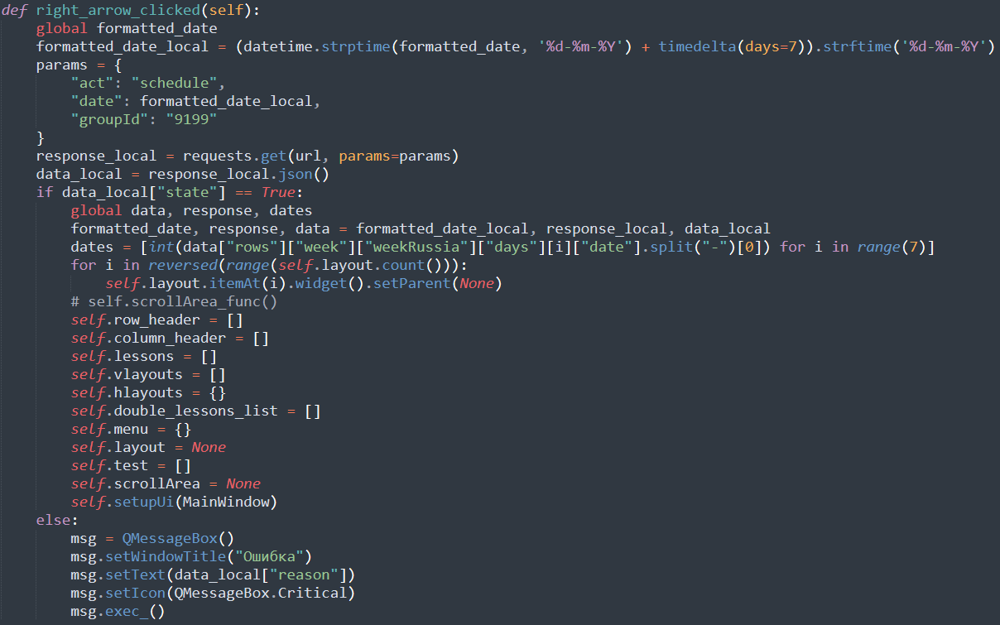 def right_arrow_clicked(self):
    global formatted_date
    formatted_date_local = (datetime.strptime(formatted_date, '%d-%m-%Y') + timedelta(days=7)).strftime('%d-%m-%Y')
    params = {
        "act": "schedule",
        "date": formatted_date_local,
        "groupId": "9199"
    }
    response_local = requests.get(url, params=params)
    data_local = response_local.json()
    if data_local["state"] == True:
        global data, response, dates
        formatted_date, response, data = formatted_date_local, response_local, data_local
        dates = [int(data["rows"]["week"]["weekRussia"]["days"][i]["date"].split("-")[0]) for i in range(7)]
        for i in reversed(range(self.layout.count())):
            self.layout.itemAt(i).widget().setParent(None)
        # self.scrollArea_func()
        self.row_header = []
        self.column_header = []
        self.lessons = []
        self.vlayouts = []
        self.hlayouts = {}
        self.double_lessons_list = []
        self.menu = {}
        self.layout = None
        self.test = []
        self.scrollArea = None
        self.setupUi(MainWindow)
    else:
        msg = QMessageBox()
        msg.setWindowTitle("Ошибка")
        msg.setText(data_local["reason"])
        msg.setIcon(QMessageBox.Critical)
        msg.exec_()